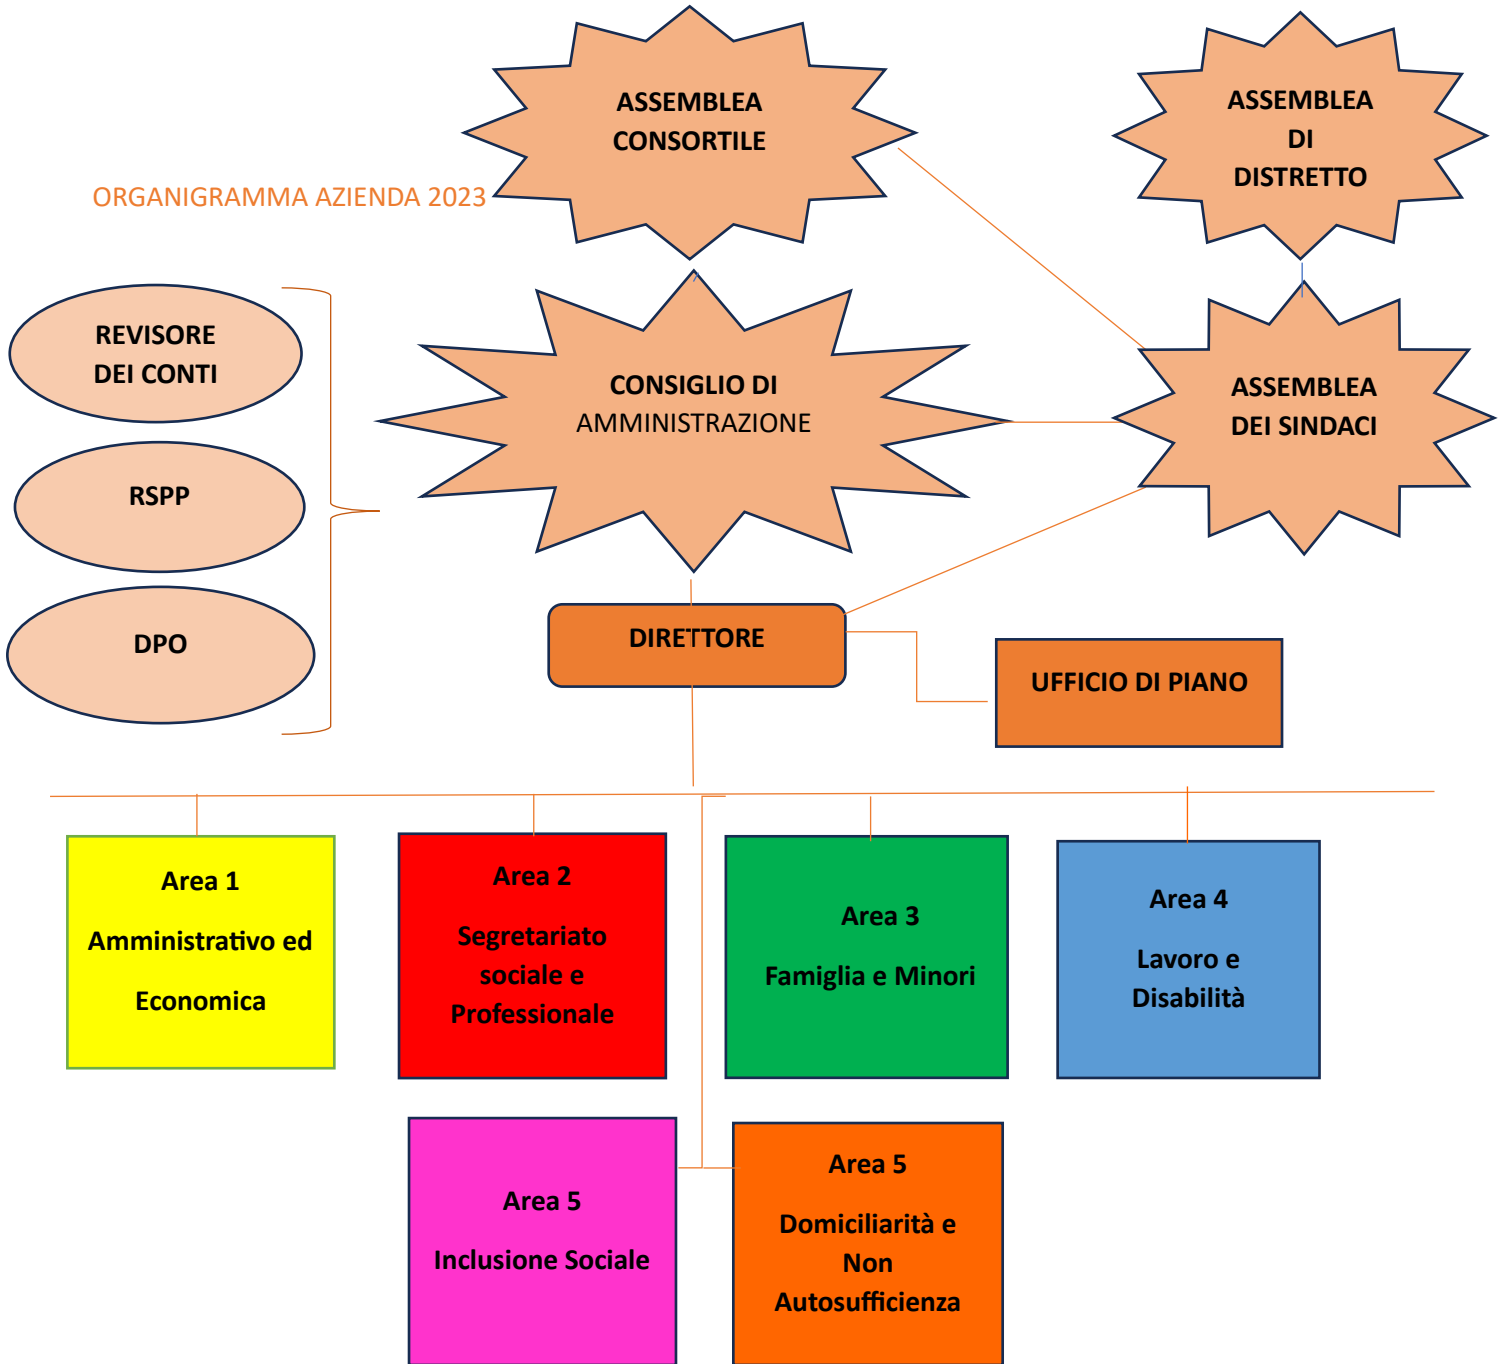 ASSEMBLEA
CONSORTILE
ASSEMBLEA
DI
DISTRETTO
ORGANIGRAMMA AZIENDA 2023
REVISORE
DEI CONTI
RSPP
DPO
CONSIGLIO DI
AMMINISTRAZIONE
ASSEMBLEA
DEI SINDACI
DIRETTORE
UFFICIO DI PIANO
Area 1
Amministrativo ed
Economica
Area 2
Segretariato
sociale e
Professionale
Area 3
Famiglia e Minori
Area 4
Lavoro e
Disabilità
Area 5
Inclusione Sociale
Area 5
Domiciliarità e
Non
Autosufficienza